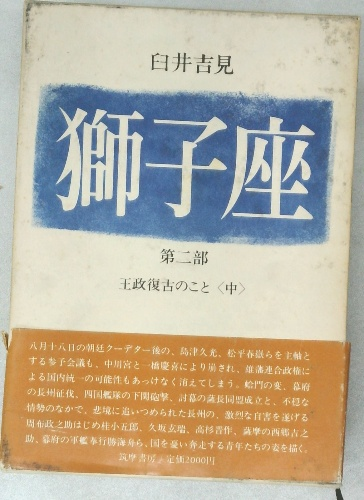 臼井吉見
獅子座
第二部
王政復古のこと〈中〉
八月十八日の朝廷クーデター後の、島津久光、松平春嶽らを主軸と
する参予会議も、中川宮と一橋慶喜により崩され、雄藩連合政権に
よる国内統一の可能性もあっけなく消えてしまう。蛤門の変、幕府
の長州征伐、四国艦隊の下関砲撃、討幕の薩長同盟成立と、不穏な
情勢のなかで、悲境に追いつめられた長州の、激烈な自害を遂げる
周布政之助はじめ桂小五郎、久坂玄瑞、高杉晋作、薩摩の西郷吉之
助、幕府の軍艦奉行勝海舟ら、国を憂い奔走する青年たちの姿を描く。
筑摩書房／定価2000円